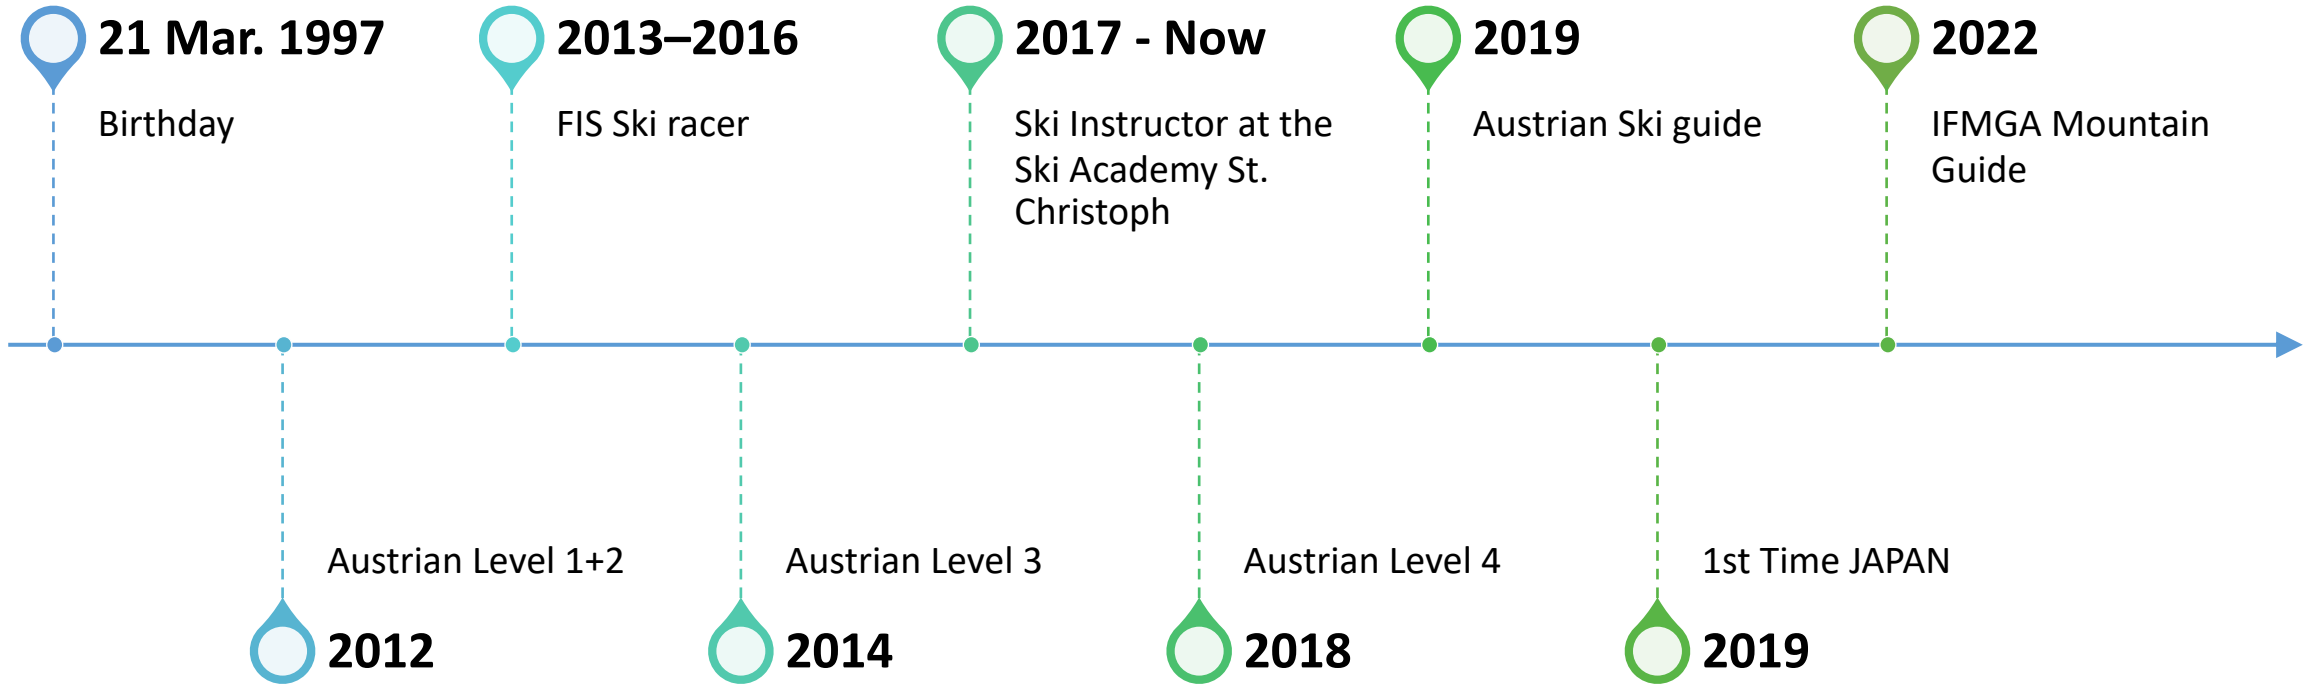 21 Mar. 1997
Birthday
2013–2016
FIS Ski racer
2017 - Now
Ski Instructor at the
Ski Academy St.
Christoph
2019
Austrian Ski guide
2022
IFMGA Mountain
Guide
Austrian Level 1+2
2012
Austrian Level 3
2014
Austrian Level 4
2018
1st Time JAPAN
2019